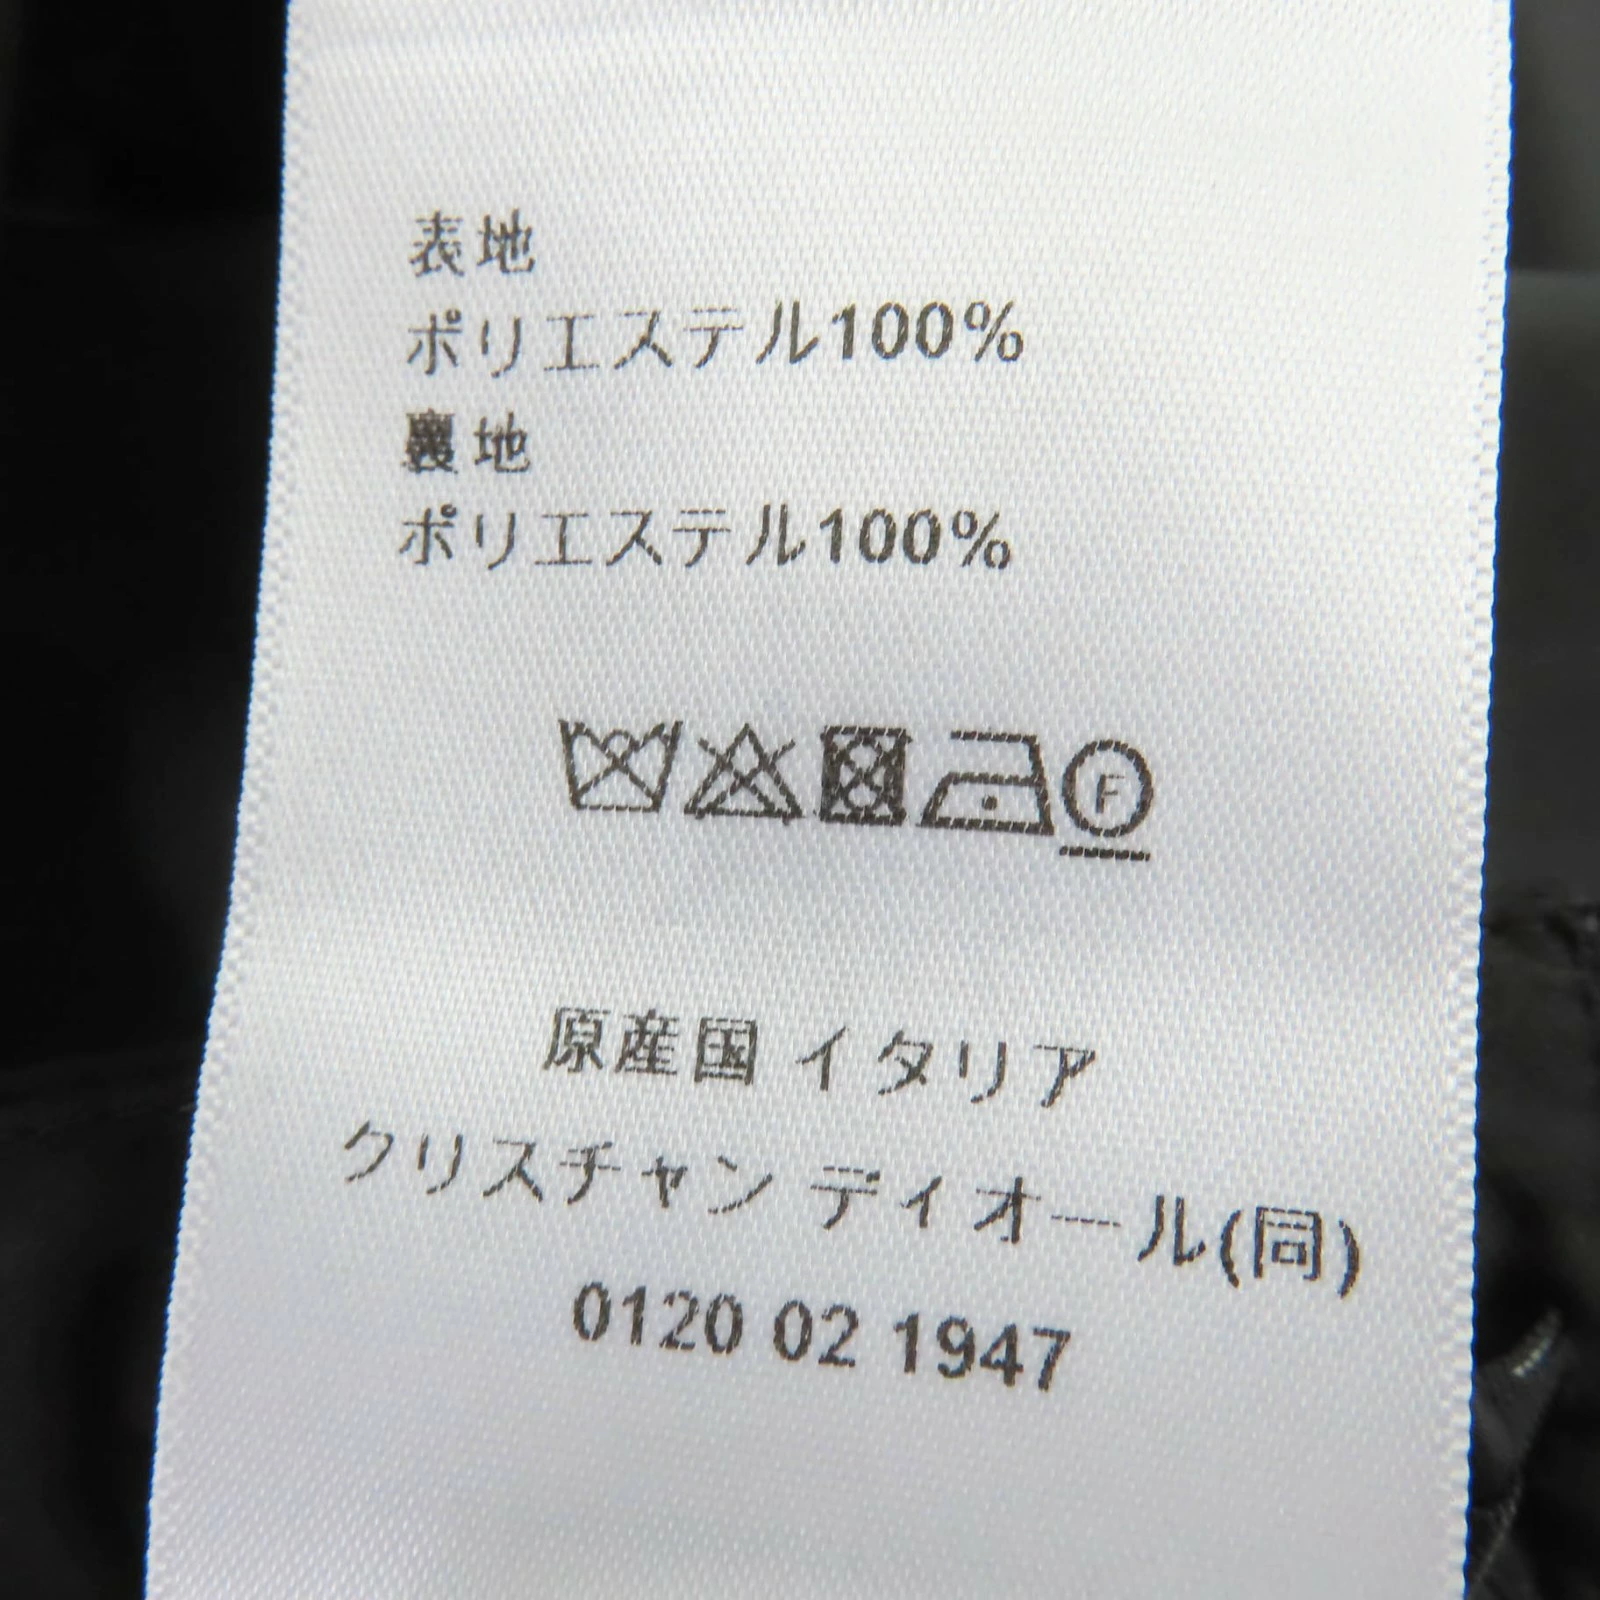 表地
ポリエステル100%
裏地
ポリエステル100%
F
原産国 イタリア
クリスチャン ディオール(同)
0120 02 1947